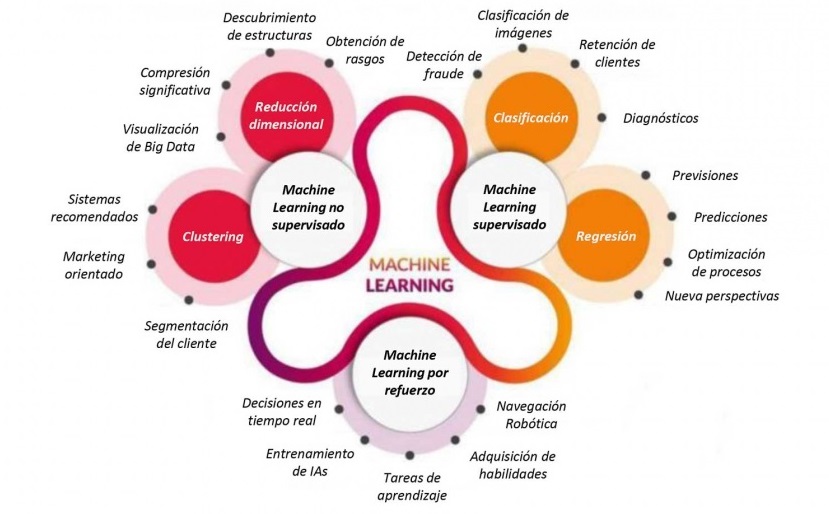 Descubrimiento
de estructuras
Obtención de
rasgos
Compresión
significativa
Visualización
de Big Data
Reducción
dimensional
Sistemas
recomendados
Marketing
orientado
Segmentación
del cliente
Clustering
Machine
Learning no
supervisado
Clasificación de
imágenes
Detección de
fraude
Retención de
clientes
Diagnósticos
Clasificación
Machine
Learning
supervisado
Previsiones
Predicciones
Optimización
de procesos
Nueva perspectivas
Regresión
MACHINE
LEARNING
Machine
Learning por
refuerzo
Decisiones en
tiempo real
Entrenamiento
de IAs
Tareas de
aprendizaje
Adquisición de
habilidades
Navegación
Robótica